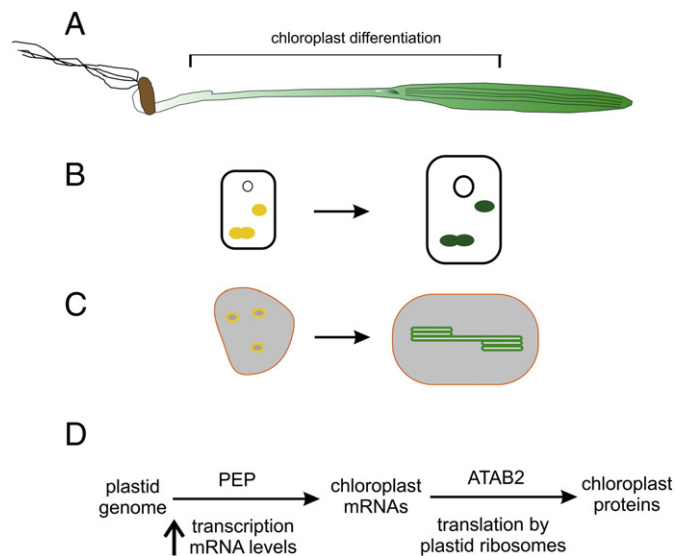 A
chloroplast differentiation
B
C
D
plastid
genome
PEP
transcription
mRNA levels
chloroplast
mRNAs
ATAB2
translation by
plastid ribosomes
chloroplast
proteins